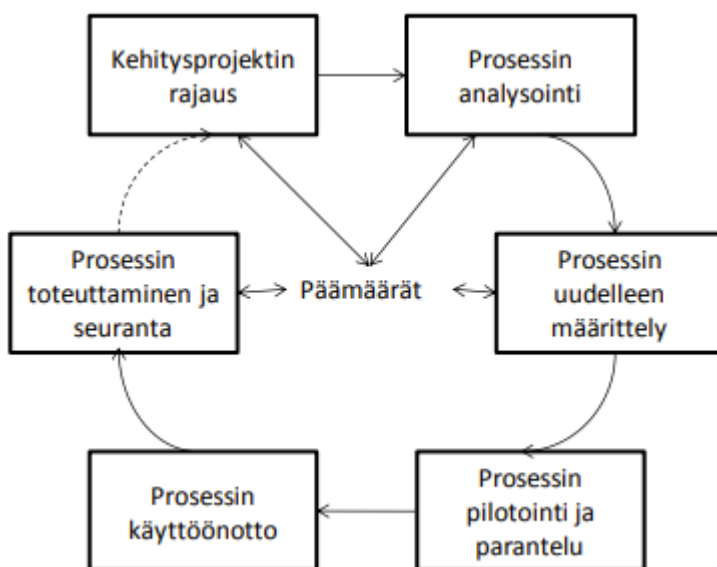 Kehitysprojektin
rajaus
Prosessin
analysointi
Prosessin
toteuttaminen ja
seuranta
Päämäärät
Prosessin
uudelleen
määrittely
Prosessin
käyttöönotto
Prosessin
pilotointi ja
parantelu